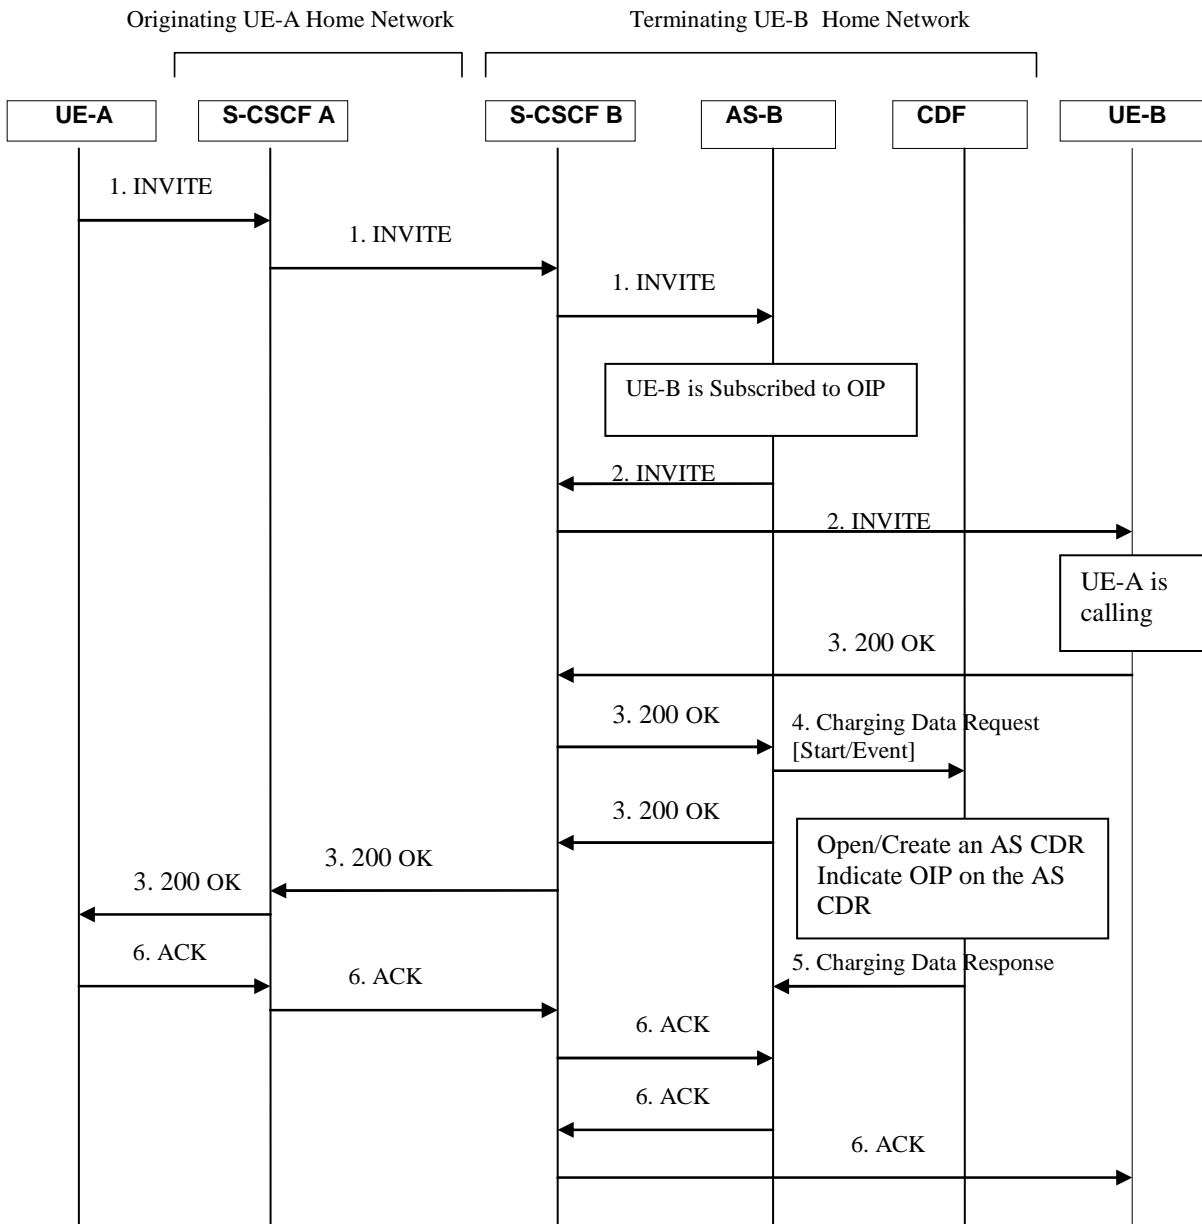 Originating UE-A Home Network
Terminating UE-B Home Network
UE-A
S-CSCF A
S-CSCF B
AS-B
CDF
UE-B
1. INVITE
1. INVITE
1. INVITE
UE-B is Subscribed to OIP
2. INVITE
2. INVITE
UE-A is
calling
3. 200 OK
3. 200 OK
4. Charging Data Request
[Start/Event]
3. 200 OK
Open/Create an AS CDR
Indicate OIP on the AS
CDR
3. 200 OK
3. 200 OK
6. ACK
5. Charging Data Response
6. ACK
6. ACK
6. ACK
6. ACK